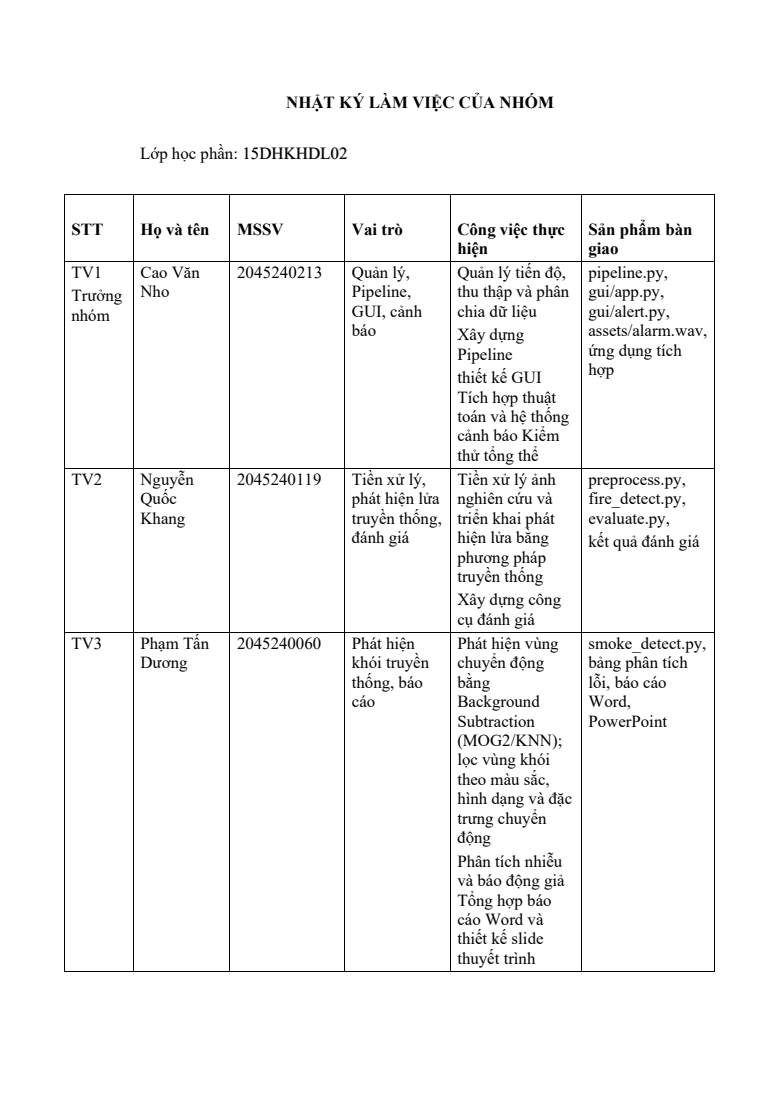 NHẬT KÝ LÀM VIỆC CỦA NHÓM
Lớp học phần: 15DHKHDL02
STT
Họ và tên
MSSV
Vai trò
Công việc thực
hiện
Sản phẩm bàn
giao
TV1
Trưởng
nhóm
Cao Văn
Nho
2045240213
Quản lý,
Pipeline,
GUI, cảnh
báo
Quản lý tiến độ,
thu thập và phân
chia dữ liệu
Xây dựng
Pipeline
thiết kế GUI
Tích hợp thuật
toán và hệ thống
cảnh báo Kiểm
thử tổng thể
pipeline.py,
gui/app.py,
gui/alert.py,
assets/alarm.wav,
ứng dụng tích
hợp
TV2
Nguyễn
Quốc
Khang
2045240119
Tiền xử lý,
phát hiện lửa
truyền thống,
đánh giá
Tiền xử lý ảnh
nghiên cứu và
triển khai phát
hiện lửa bằng
phương pháp
truyền thống
Xây dựng công
cụ đánh giá
preprocess.py,
fire_detect.py,
evaluate.py,
kết quả đánh giá
TV3
Phạm Tấn
Dương
2045240060
Phát hiện
khói truyền
thống, báo
cáo
Phát hiện vùng
chuyển động
bằng
Background
Subtraction
(MOG2/KNN);
lọc vùng khói
theo màu sắc,
hình dạng và đặc
trưng chuyển
động
Phân tích nhiễu
và báo động giả
Tổng hợp báo
cáo Word và
thiết kế slide
thuyết trình
smoke_detect.py,
bảng phân tích
lỗi, báo cáo
Word,
PowerPoint